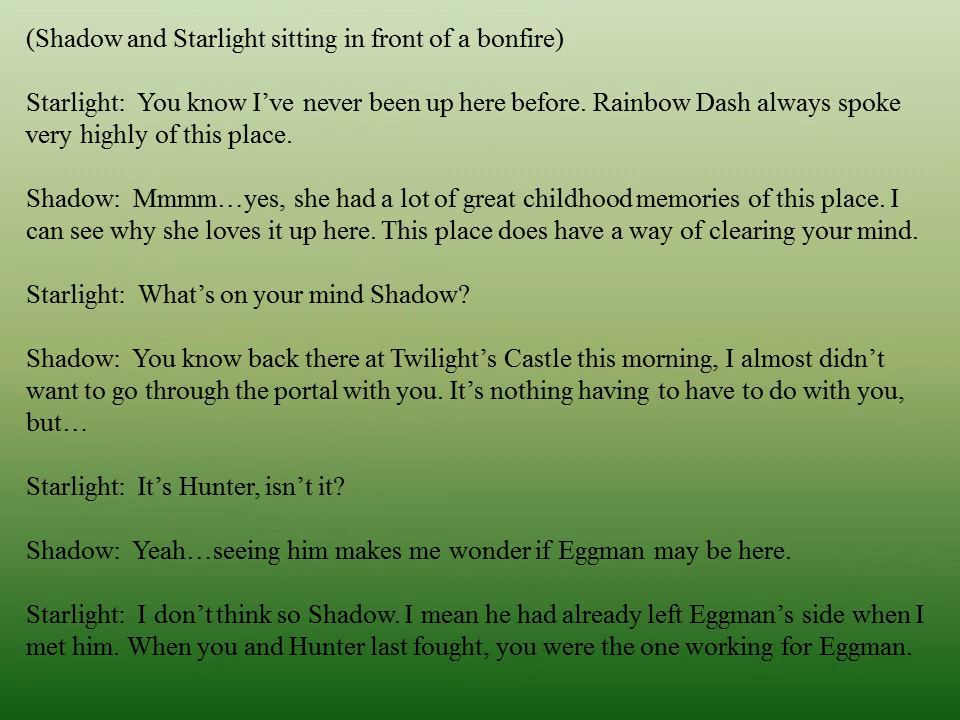 (Shadow and Starlight sitting in front of a bonfire)
Starlight:  You know I’ve never been up here before. Rainbow Dash always spoke
very highly of this place.
Shadow:  Mmmm…yes, she had a lot of great childhood memories of this place. I
can see why she loves it up here. This place does have a way of clearing your mind.
Starlight:  What’s on your mind Shadow?
Shadow:  You know back there at Twilight’s Castle this morning, I almost didn’t
want to go through the portal with you. It’s nothing having to have to do with you,
but…
Starlight:  It’s Hunter, isn’t it?
Shadow:  Yeah…seeing him makes me wonder if Eggman may be here.
Starlight:  I don’t think so Shadow. I mean he had already left Eggman’s side when I
met him. When you and Hunter last fought, you were the one working for Eggman.